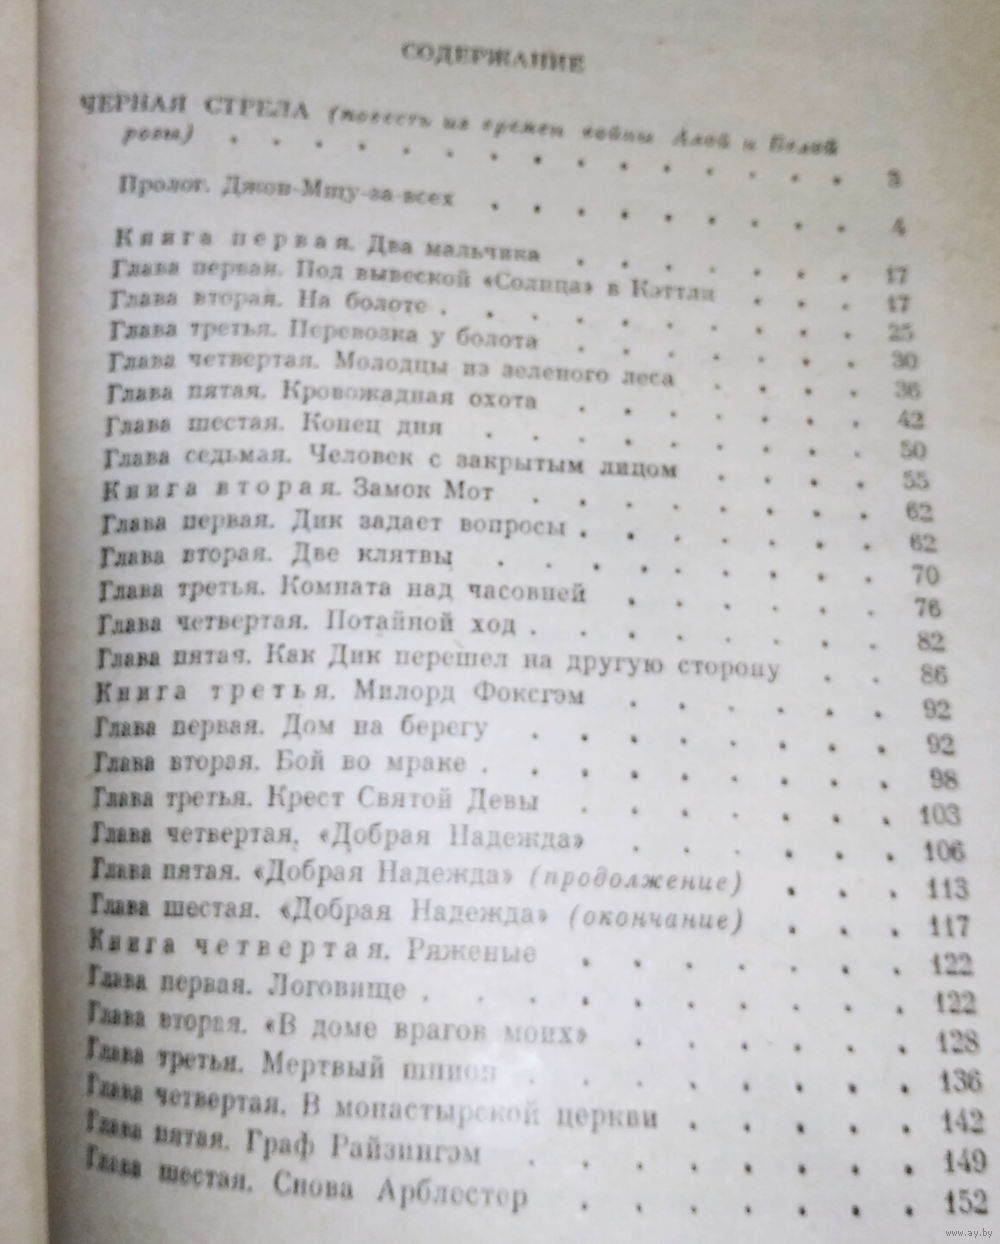 СОДЕРЖАНИЕ
ЧЕРНАЯ СТРЕЛА (повесть из времен войны Алой и Белой
розы) . . . . . . . . . . . . . . . 3
Пролог. Джон-Мщу-за-всех . . . . . . . . . 4
Книга первая. Два мальчика . . . . . . . 17
Глава первая. Под вывеской «Солнца» в Кэттли . . . 17
Глава вторая. На болоте . . . . . . . . . . 25
Глава третья. Перевозка у болота . . . . . . . 30
Глава четвертая. Молодцы из зеленого леса . . . . 36
Глава пятая. Кровожадная охота . . . . . . . 42
Глава шестая. Конец дня . . . . . . . . . 50
Глава седьмая. Человек с закрытым лицом . . . . 55
Книга вторая. Замок Мот . . . . . . . . 62
Глава первая. Дик задает вопросы . . . . . . . 62
Глава вторая. Две клятвы . . . . . . . . . 70
Глава третья. Комната над часовней . . . . . . 76
Глава четвертая. Потайной ход . . . . . . . . 82
Глава пятая. Как Дик перешел на другую сторону . . 86
Книга третья. Милорд Фоксгэм . . . . . . 92
Глава первая. Дом на берегу . . . . . . . . 92
Глава вторая. Бой во мраке . . . . . . . . . 98
Глава третья. Крест Святой Девы . . . . . . . 103
Глава четвертая. «Добрая Надежда» . . . . . . 106
Глава пятая. «Добрая Надежда» (продолжение) . . . 113
Глава шестая. «Добрая Надежда» (окончание) . . . 117
Книга четвертая. Ряженые . . . . . . . 122
Глава первая. Логовище . . . . . . . . . . 122
Глава вторая. «В доме врагов моих» . . . . . . 128
Глава третья. Мертвый шпион . . . . . . . . 136
Глава четвертая. В монастырской церкви . . . . . 142
Глава пятая. Граф Райзингэм . . . . . . . . 149
Глава шестая. Снова Арблестер . . . . . . . 152
www.ay.by